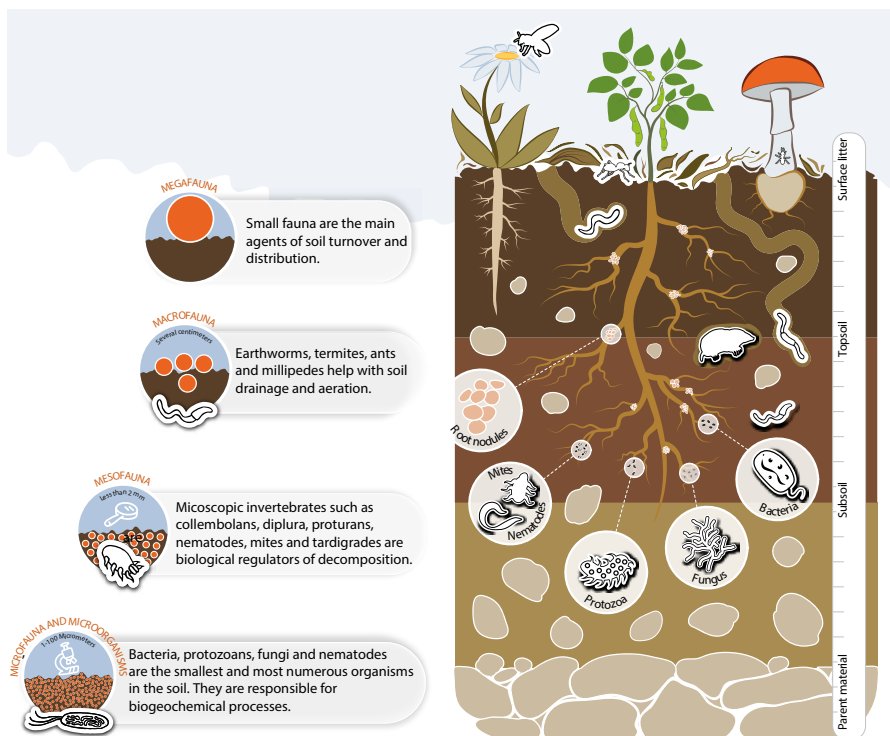 MEGAFAUNA
Small fauna are the main
agents of soil turnover and
distribution.
MACROFAUNA
Several centimeters
Earthworms, termites, ants
and millipedes help with soil
drainage and aeration.
MESOFAUNA
Less than 2 mm
Micoscopic invertebrates such as
collembolans, diplura, proturans,
nematodes, mites and tardigrades are
biological regulators of decomposition.
MICROFAUNA AND MICROORGANISMS
1-100 Micrometers
Bacteria, protozoans, fungi and nematodes
are the smallest and most numerous organisms
in the soil. They are responsible for
biogeochemical processes.
Root nodules
Mites
Nematodes
Protozoa
Fungus
Bacteria
Surface litter
Topsoil
Subsoil
Parent material